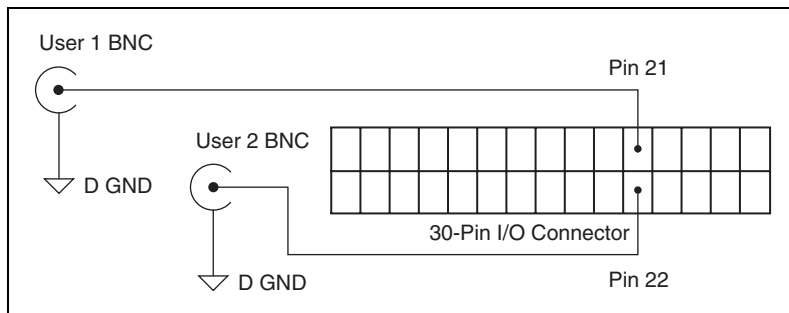 User 1 BNC
Pin 21
User 2 BNC
D GND
30-Pin I/O Connector
D GND
Pin 22